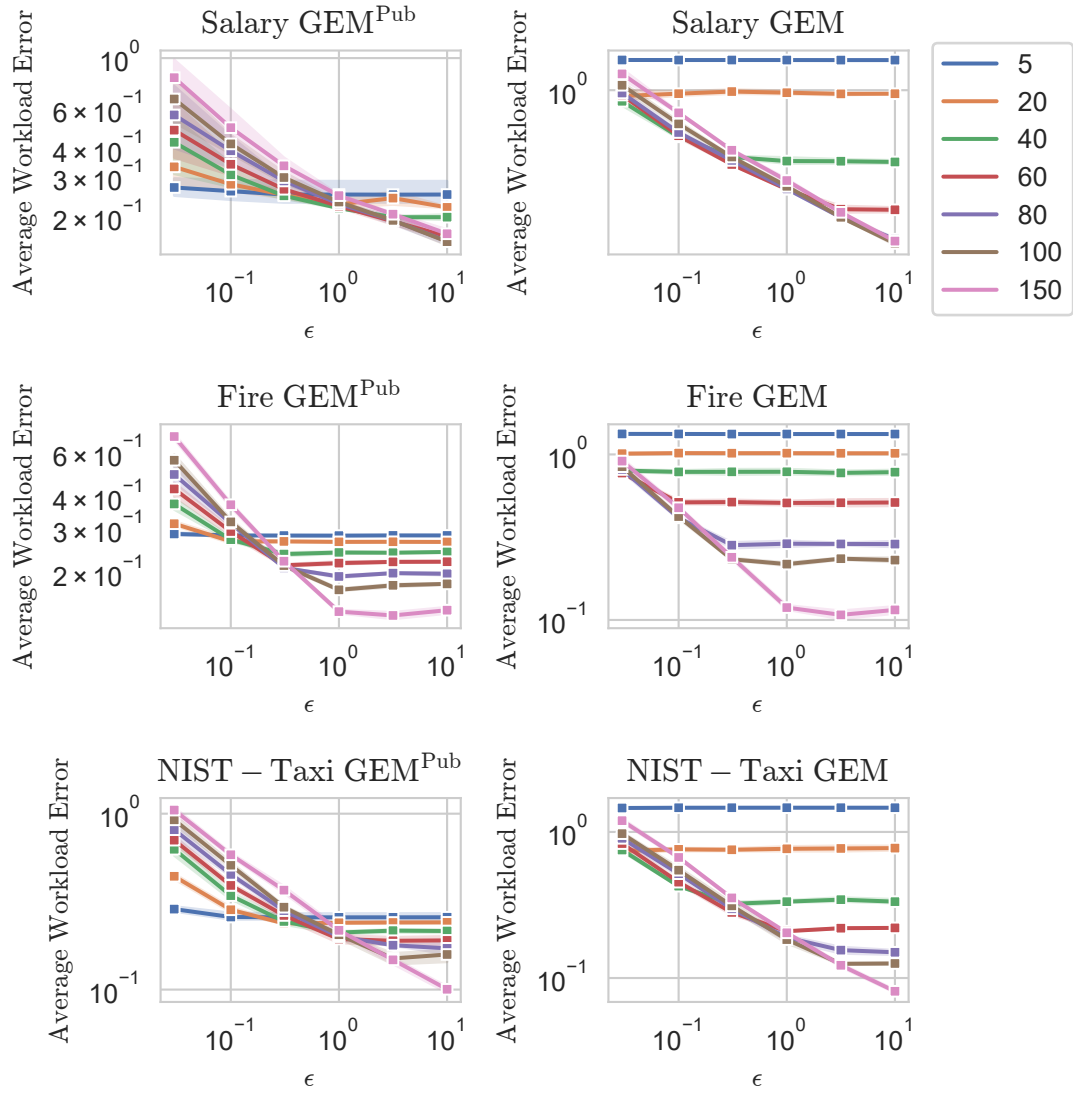 Salary GEM^Pub
Average Workload Error
10^0
6 × 10^−1
4 × 10^−1
3 × 10^−1
2 × 10^−1
10^−1 10^0 10^1
ϵ
Salary GEM
Average Workload Error
10^0
10^−1 10^0 10^1
ϵ
5
20
40
60
80
100
150
Fire GEM^Pub
Average Workload Error
6 × 10^−1
4 × 10^−1
3 × 10^−1
2 × 10^−1
10^−1 10^0 10^1
ϵ
Fire GEM
Average Workload Error
10^0
10^−1
10^−1 10^0 10^1
ϵ
NIST − Taxi GEM^Pub
Average Workload Error
10^0
10^−1
10^−1 10^0 10^1
ϵ
NIST − Taxi GEM
Average Workload Error
10^0
10^−1
10^−1 10^0 10^1
ϵ